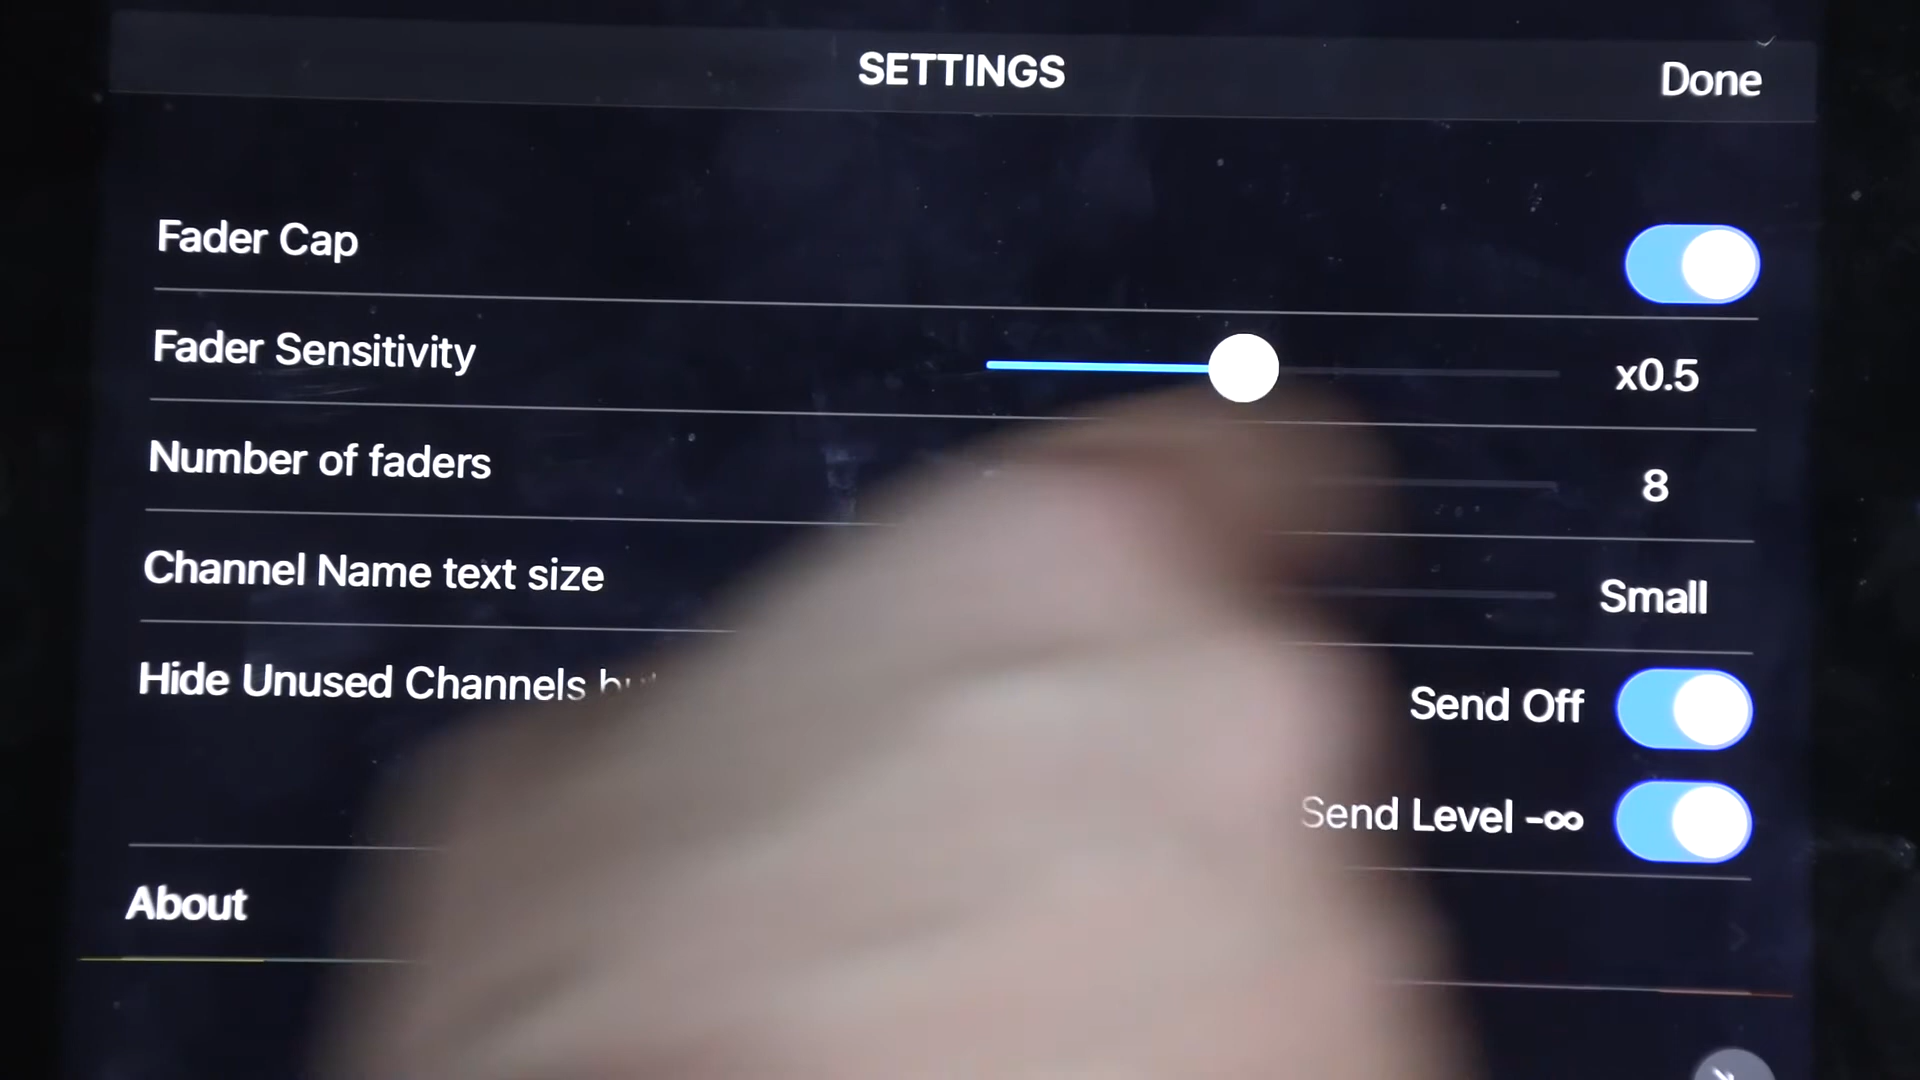 SETTINGS
Done
Fader Cap
Fader Sensitivity
x0.5
Number of faders
8
Channel Name text size
Small
Hide Unused Channels
Send Off
Send Level -∞
About